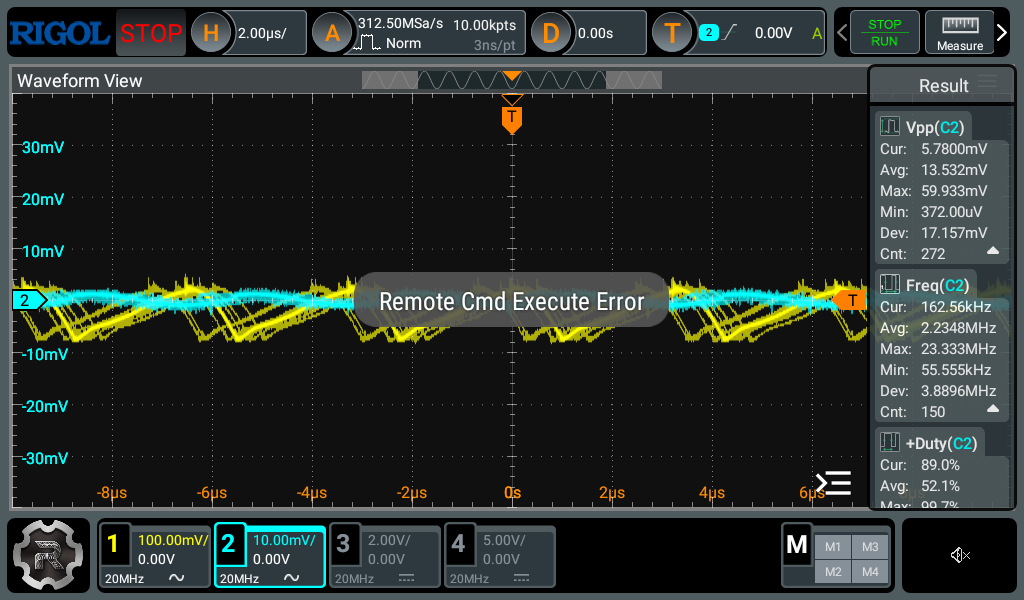 RIGOL STOP H 2.00µs/ A 312.50MSa/s 10.00kpts D 0.00s T 2 0.00V A STOP
Norm 3ns/pt RUN Measure
Waveform View
Result
T
30mV
20mV
10mV
2
-10mV
-20mV
-30mV
Remote Cmd Execute Error
T
-8µs -6µs -4µs -2µs 0s 2µs 4µs 6µs
Vpp(C2)
Cur: 5.7800mV
Avg: 13.532mV
Max: 59.933mV
Min: 372.00uV
Dev: 17.157mV
Cnt: 272
Freq(C2)
Cur: 162.56kHz
Avg: 2.2348MHz
Max: 23.333MHz
Min: 55.555kHz
Dev: 3.8896MHz
Cnt: 150
+Duty(C2)
Cur: 89.0%
Avg: 52.1%
Max: 99.7%
1 100.00mV/ 2 10.00mV/ 3 2.00V/ 4 5.00V/ M M1 M3
0.00V 0.00V 0.00V 0.00V M2 M4
20MHz 20MHz 20MHz 20MHz